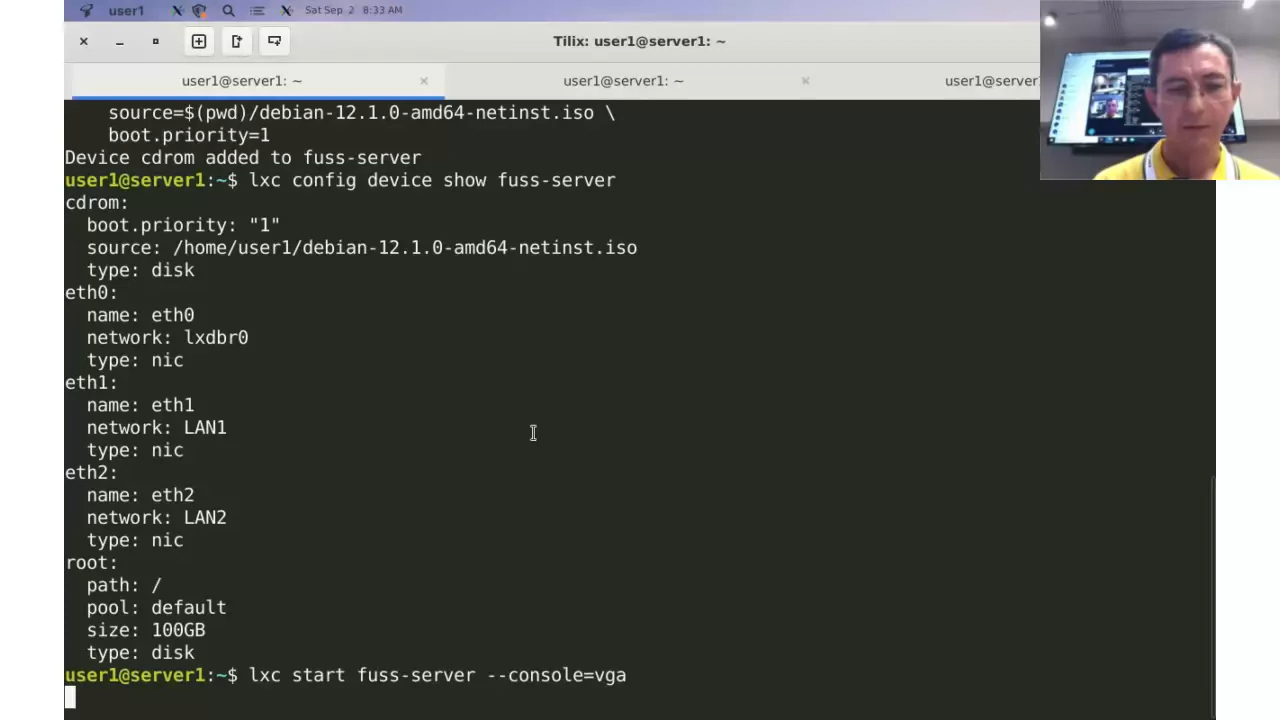 user1
Sat Sep 2 8:33 AM
Tilix: user1@server1: ~
user1@server1: ~
user1@server1: ~
user1@server1
    source=$(pwd)/debian-12.1.0-amd64-netinst.iso \
    boot.priority=1
Device cdrom added to fuss-server
user1@server1:~$ lxc config device show fuss-server
cdrom:
  boot.priority: "1"
  source: /home/user1/debian-12.1.0-amd64-netinst.iso
  type: disk
eth0:
  name: eth0
  network: lxdbr0
  type: nic
eth1:
  name: eth1
  network: LAN1
  type: nic
eth2:
  name: eth2
  network: LAN2
  type: nic
root:
  path: /
  pool: default
  size: 100GB
  type: disk
user1@server1:~$ lxc start fuss-server --console=vga